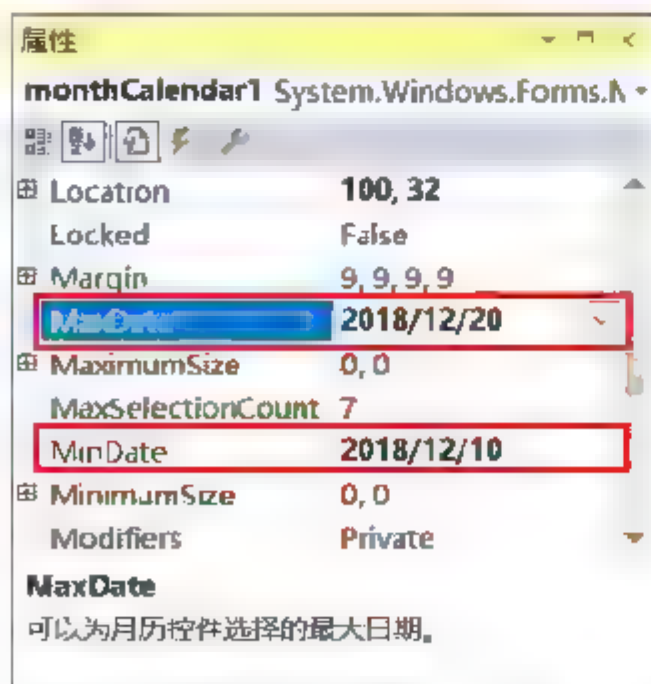 属性
monthCalendar1 System.Windows.Forms.M
Location 100, 32
Locked False
Margin 9, 9, 9, 9
MaxDate 2018/12/20
MaximumSize 0, 0
MaxSelectionCount 7
MinDate 2018/12/10
MinimumSize 0, 0
Modifiers Private
MaxDate
可以为月历控件选择的最大日期。